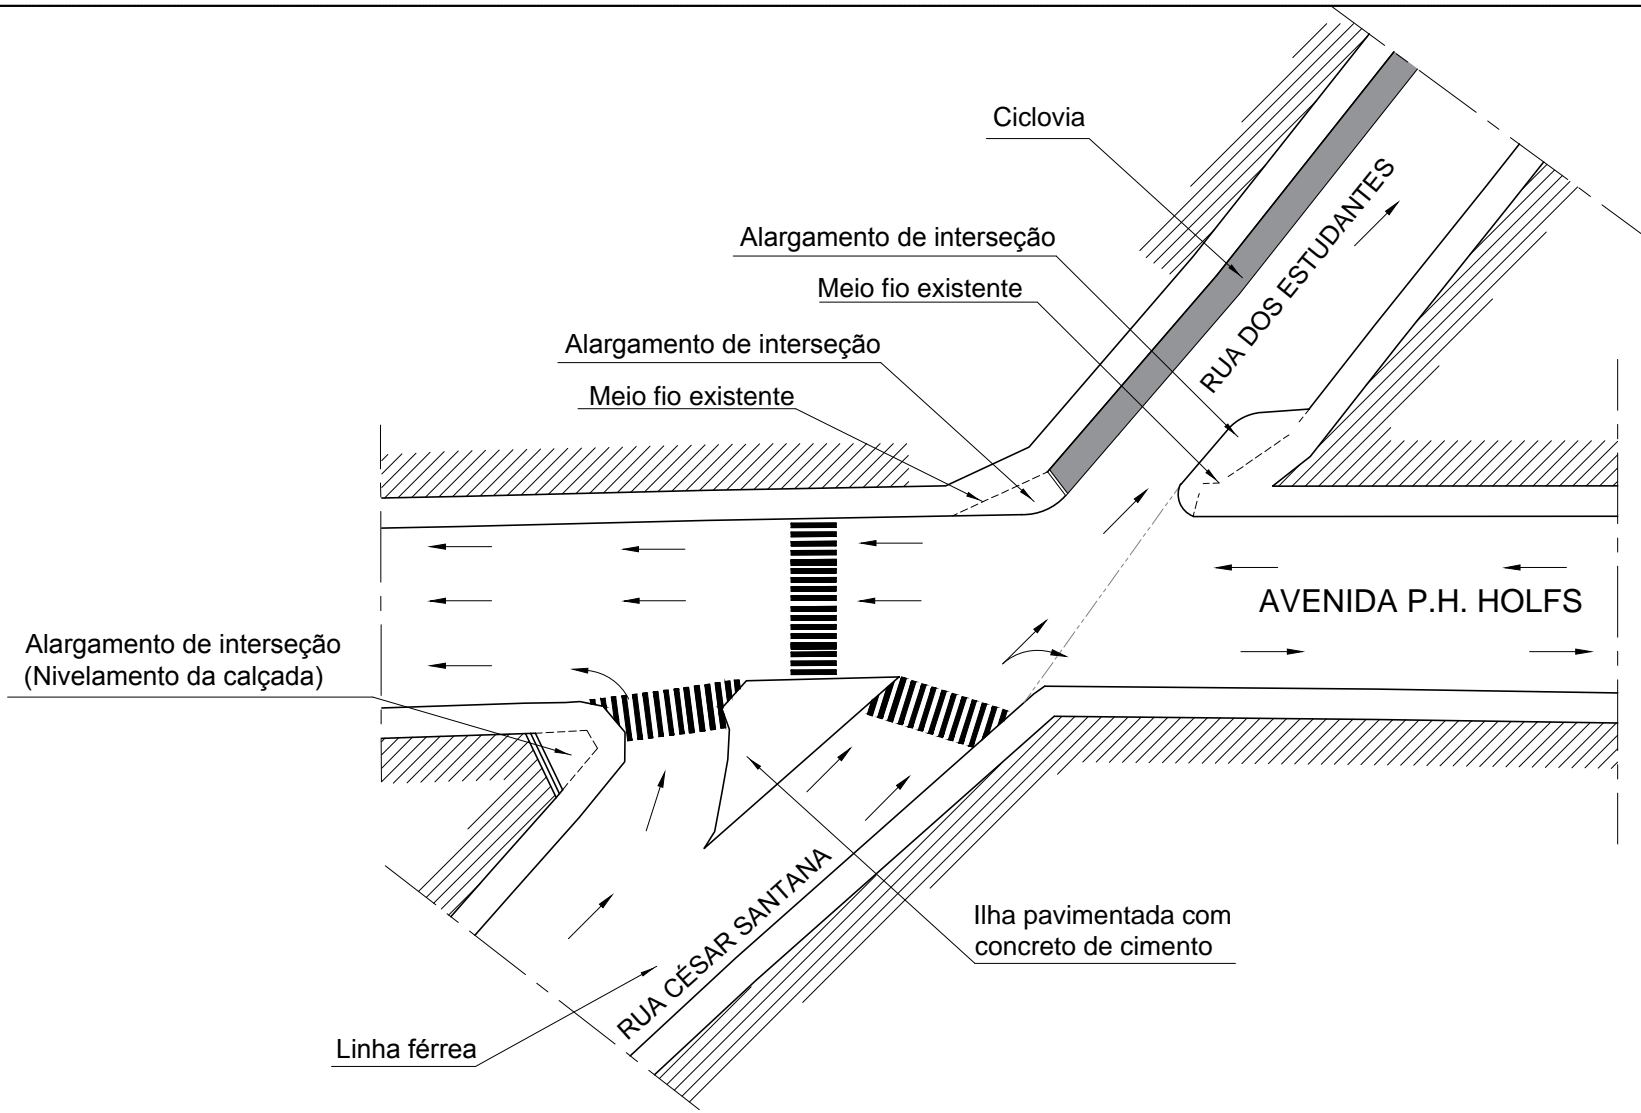 Ciclovia
RUA DOS ESTUDANTES
Alargamento de interseção
Meio fio existente
Alargamento de interseção
Meio fio existente
AVENIDA P.H. HOLFS
Alargamento de interseção
(Nivelamento da calçada)
RUA CÉSAR SANTANA
Ilha pavimentada com
concreto de cimento
Linha férrea